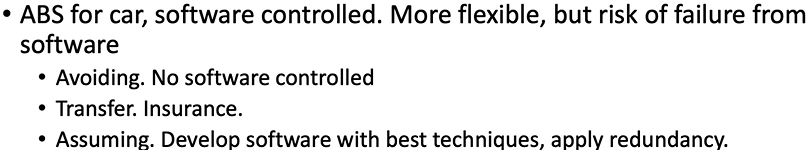 • ABS for car, software controlled. More flexible, but risk of failure from
software
• Avoiding. No software controlled
• Transfer. Insurance.
• Assuming. Develop software with best techniques, apply redundancy.